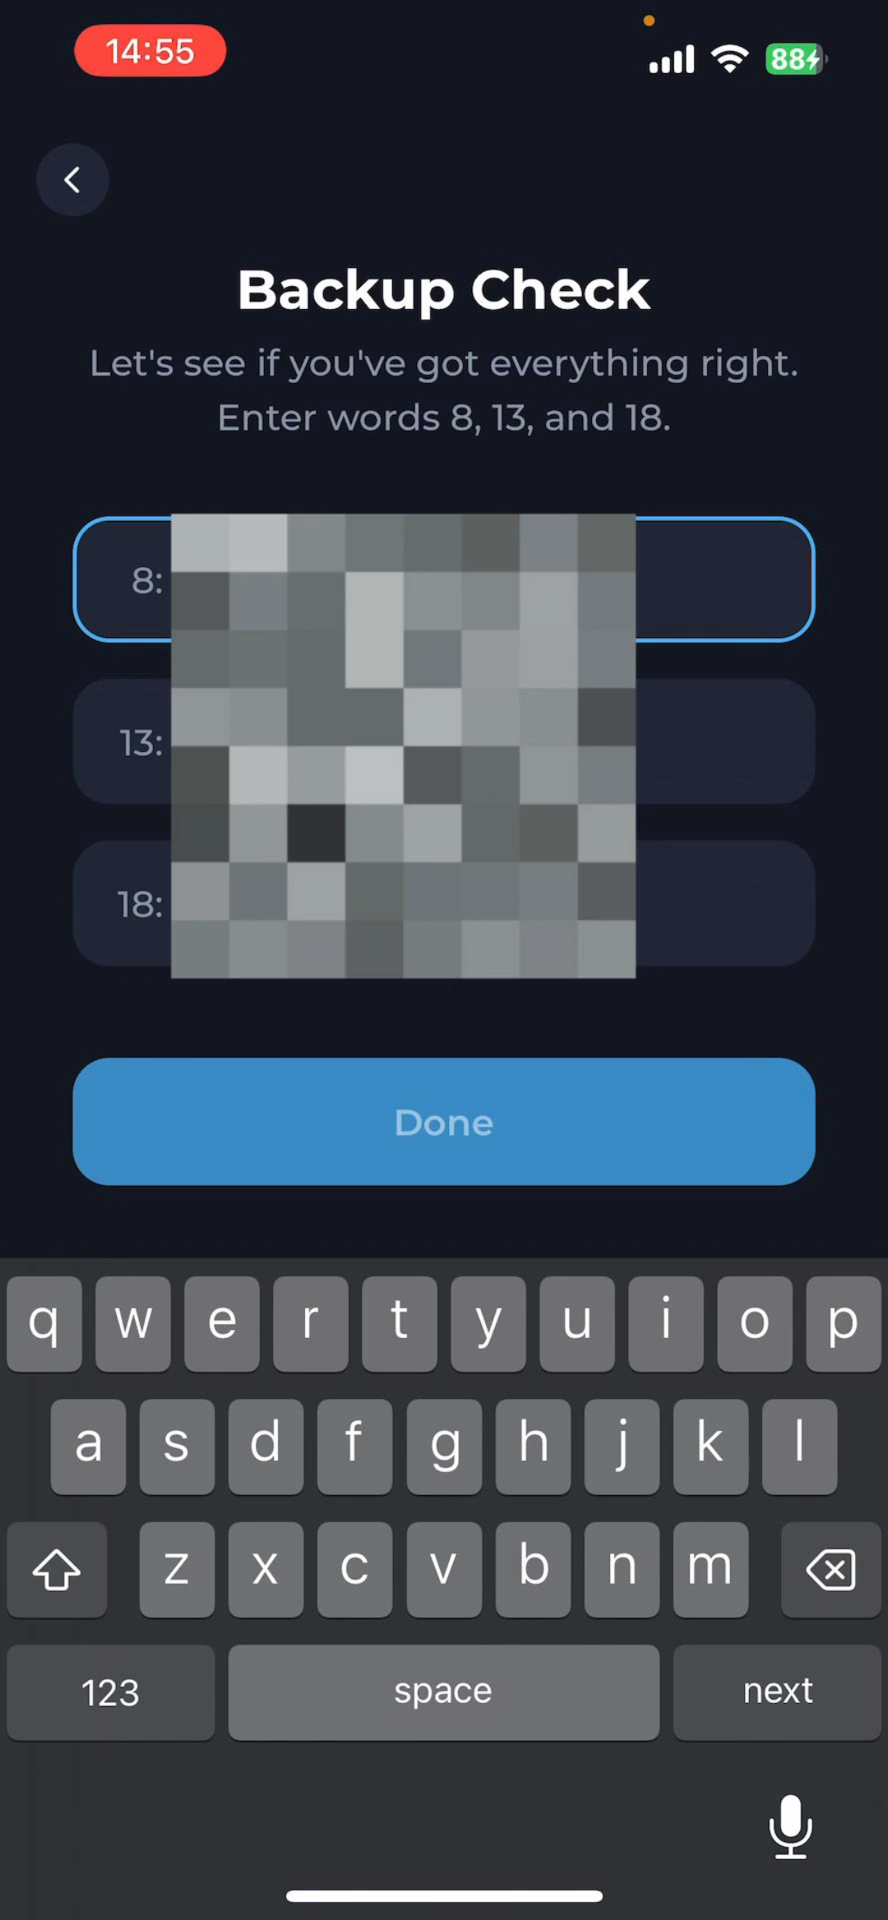 14:55
88
Backup Check
Let's see if you've got everything right.
Enter words 8, 13, and 18.
8:
13:
18:
Done
q w e r t y u i o p
a s d f g h j k l
z x c v b n m
123 space next